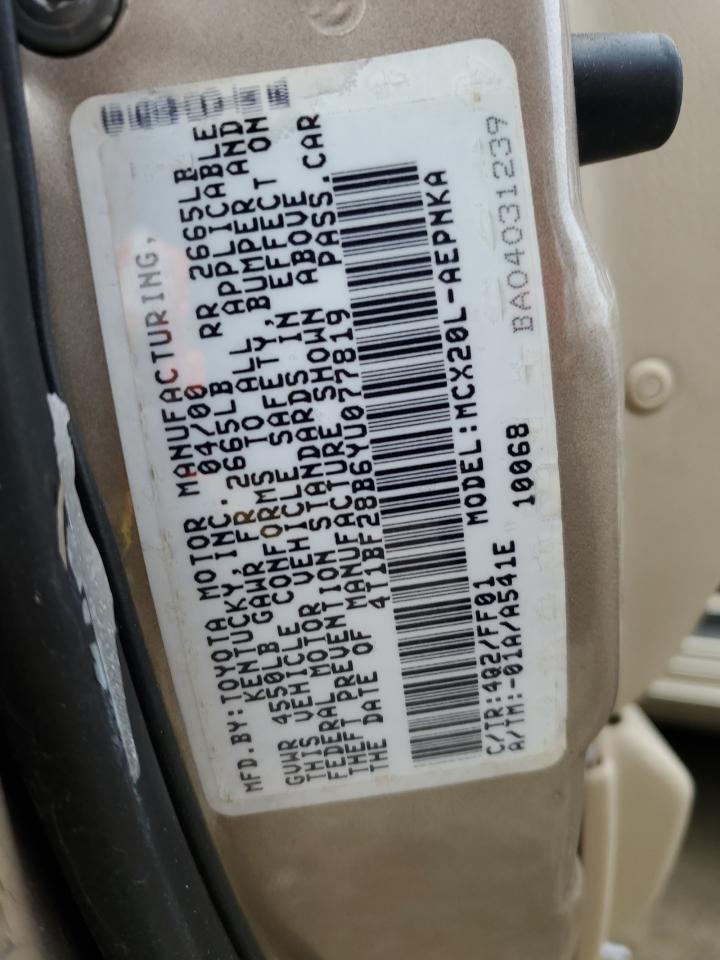 MFD. BY: TOYOTA MOTOR MANUFACTURING,
KENTUCKY, INC. 04/00
GVWR 4550LB GAWR FR 2665LB RR 2665LB
THIS VEHICLE CONFORMS TO ALL APPLICABLE
FEDERAL MOTOR VEHICLE SAFETY, BUMPER AND
THEFT PREVENTION STANDARDS IN EFFECT ON
THE DATE OF MANUFACTURE SHOWN ABOVE.
4T1BF28B6YU077819 PASS. CAR
MODEL: MCX20L-AEPNKA
C/TR: 4Q2/FF01
A/TM: -01A/A541E 10068
BA04031239